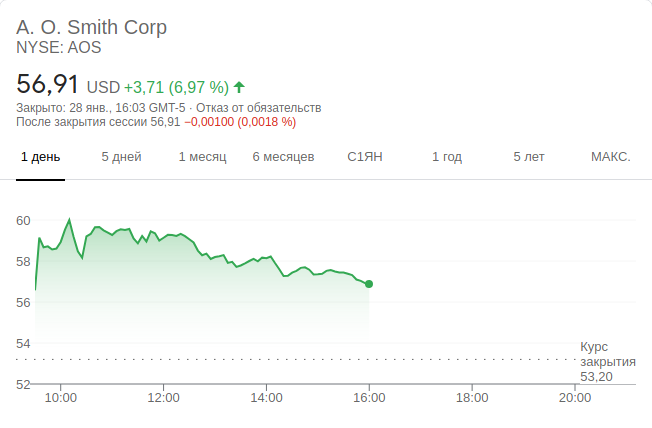 A. O. Smith Corp
NYSE: AOS
56,91 USD +3,71 (6,97 %)
Закрыто: 28 янв., 16:03 GMT-5 · Отказ от обязательств
После закрытия сессии 56,91 −0,00100 (0,0018 %)
1 день 5 дней 1 месяц 6 месяцев С1ЯН 1 год 5 лет МАКС.
60
58
56
54
52
Курс
закрытия
53,20
10:00 12:00 14:00 16:00 18:00 20:00